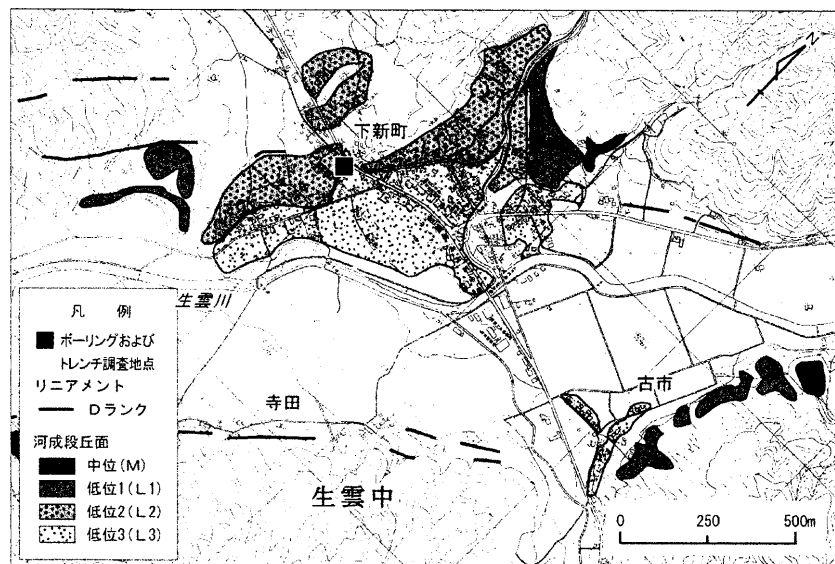 下新町
N
生雲川
凡 例
ボーリングおよび
トレンチ調査地点
リニアメント
Dランク
河成段丘面
中位(M)
低位1(L1)
低位2(L2)
低位3(L3)
寺田
古市
生雲中
0 250 500m